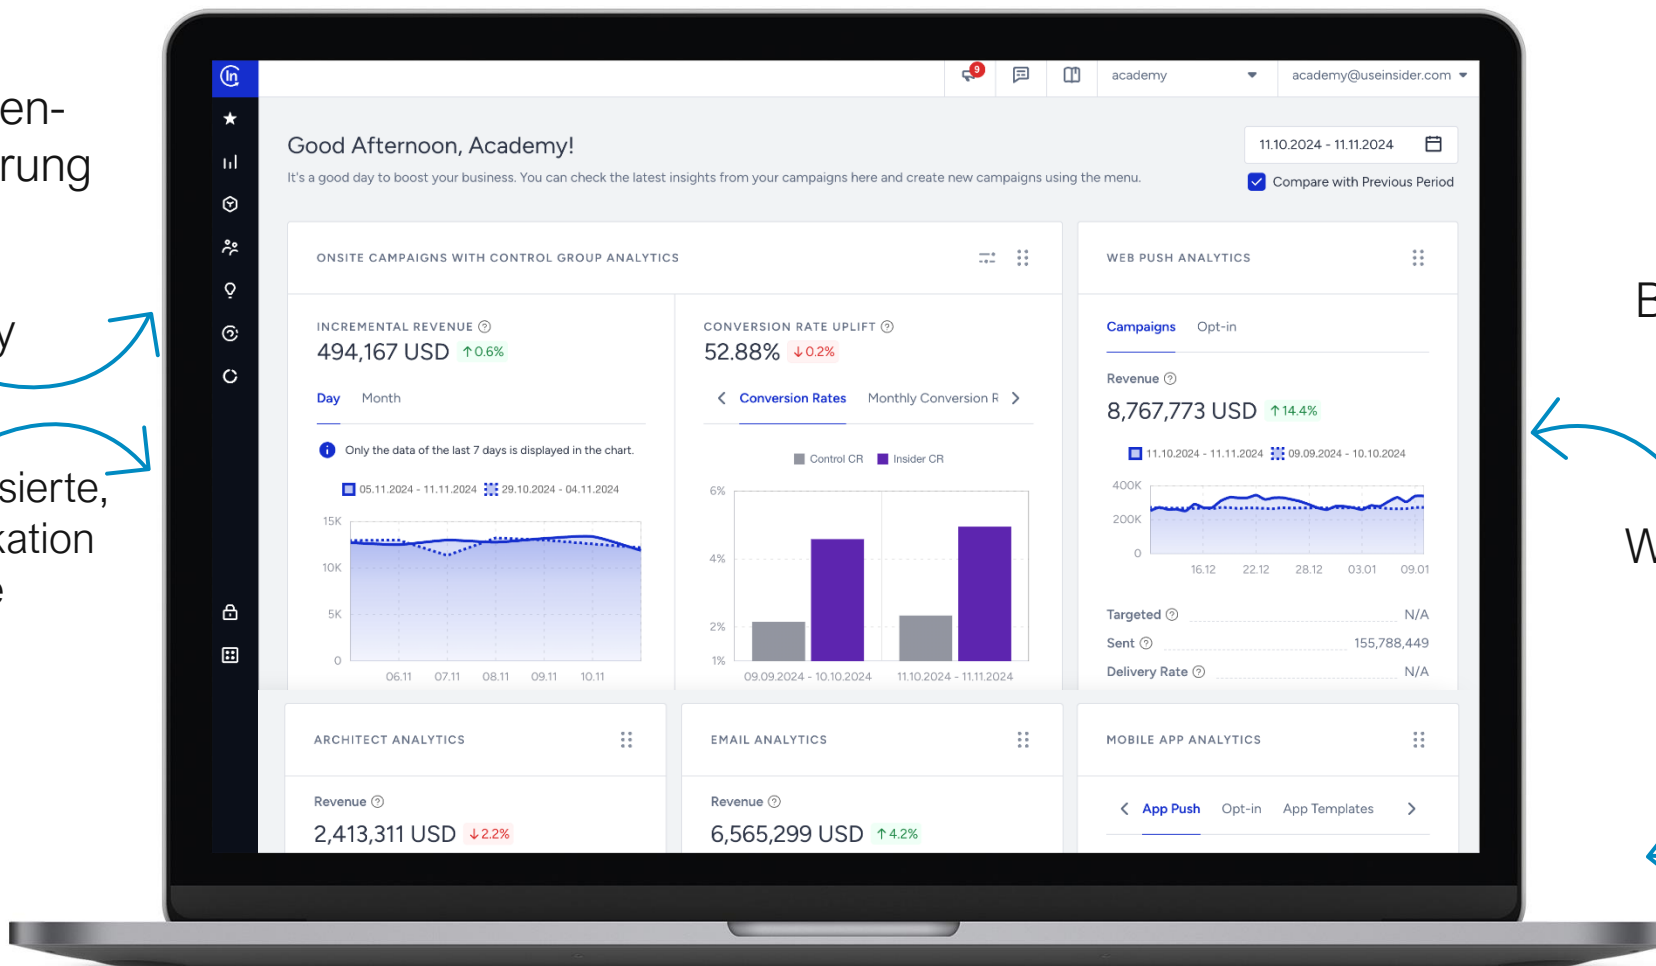 en-
rung
y
sierte,
kation
e
In
9
academy
academy@useinsider.com
Good Afternoon, Academy!
It's a good day to boost your business. You can check the latest insights from your campaigns here and create new campaigns using the menu.
11.10.2024 - 11.11.2024
Compare with Previous Period
ONSITE CAMPAIGNS WITH CONTROL GROUP ANALYTICS
INCREMENTAL REVENUE
494,167 USD ↑0.6%
Day Month
Only the data of the last 7 days is displayed in the chart.
05.11.2024 - 11.11.2024 29.10.2024 - 04.11.2024
15K
10K
5K
0
06.11 07.11 08.11 09.11 10.11
CONVERSION RATE UPLIFT
52.88% ↓0.2%
Conversion Rates Monthly Conversion R
Control CR Insider CR
6%
4%
2%
1%
09.09.2024 - 10.10.2024 11.10.2024 - 11.11.2024
WEB PUSH ANALYTICS
Campaigns Opt-in
Revenue
8,767,773 USD ↑14.4%
11.10.2024 - 11.11.2024 09.09.2024 - 10.10.2024
400K
200K
0
16.12 22.12 28.12 03.01 09.01
Targeted N/A
Sent 155,788,449
Delivery Rate N/A
ARCHITECT ANALYTICS
Revenue
2,413,311 USD ↓2.2%
EMAIL ANALYTICS
Revenue
6,565,299 USD ↑4.2%
MOBILE APP ANALYTICS
App Push Opt-in App Templates
B
W